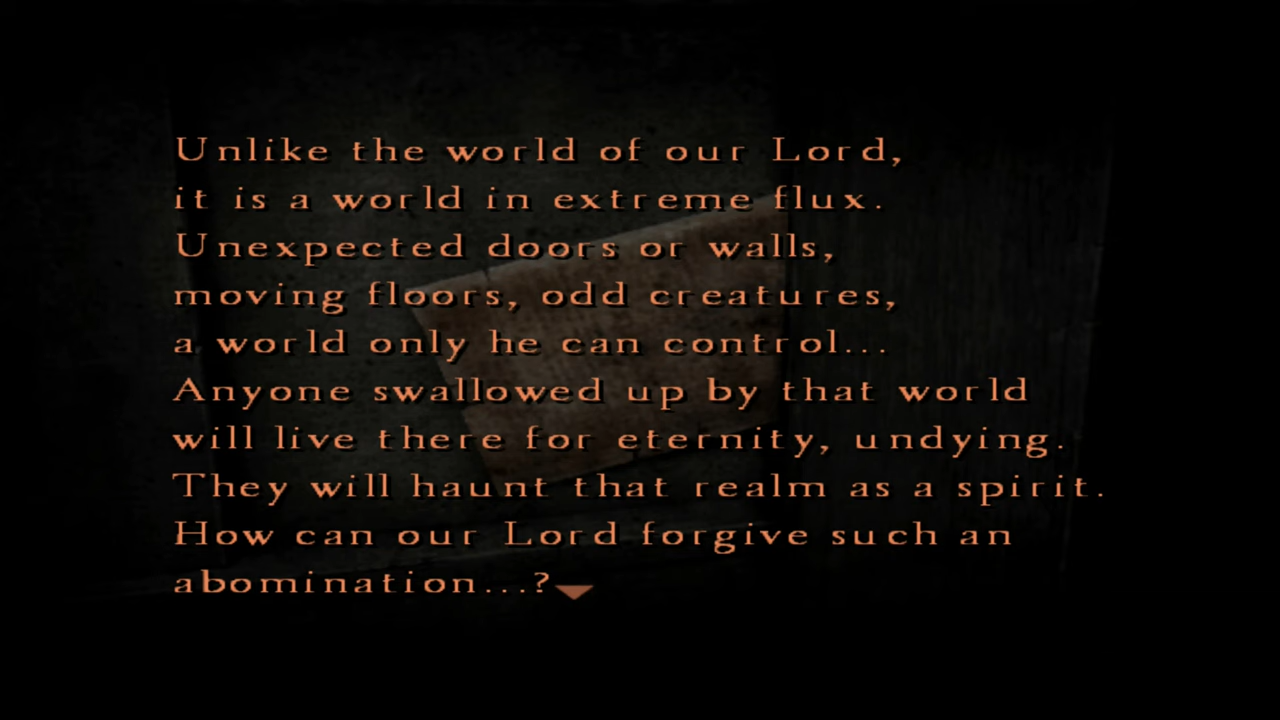 Unlike the world of our Lord,
it is a world in extreme flux.
Unexpected doors or walls,
moving floors, odd creatures,
a world only he can control...
Anyone swallowed up by that world
will live there for eternity, undying.
They will haunt that realm as a spirit.
How can our Lord forgive such an
abomination...?